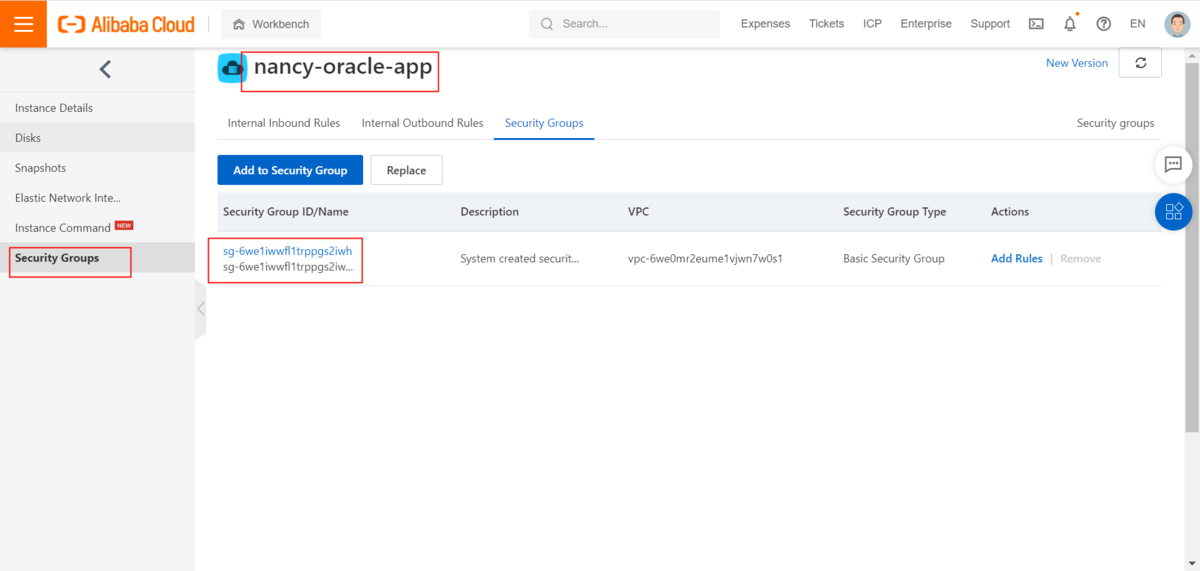 Alibaba Cloud
Workbench
Search...
Expenses
Tickets
ICP
Enterprise
Support
EN
nancy-oracle-app
New Version
Instance Details
Disks
Snapshots
Elastic Network Inte...
Instance Command NEW
Security Groups
Internal Inbound Rules
Internal Outbound Rules
Security Groups
Security groups
Add to Security Group
Replace
Security Group ID/Name
Description
VPC
Security Group Type
Actions
sg-6we1iwwfl1trppgs2iwh
sg-6we1iwwfl1trppgs2iw...
System created securit...
vpc-6we0mr2eume1vjwn7w0s1
Basic Security Group
Add Rules | Remove